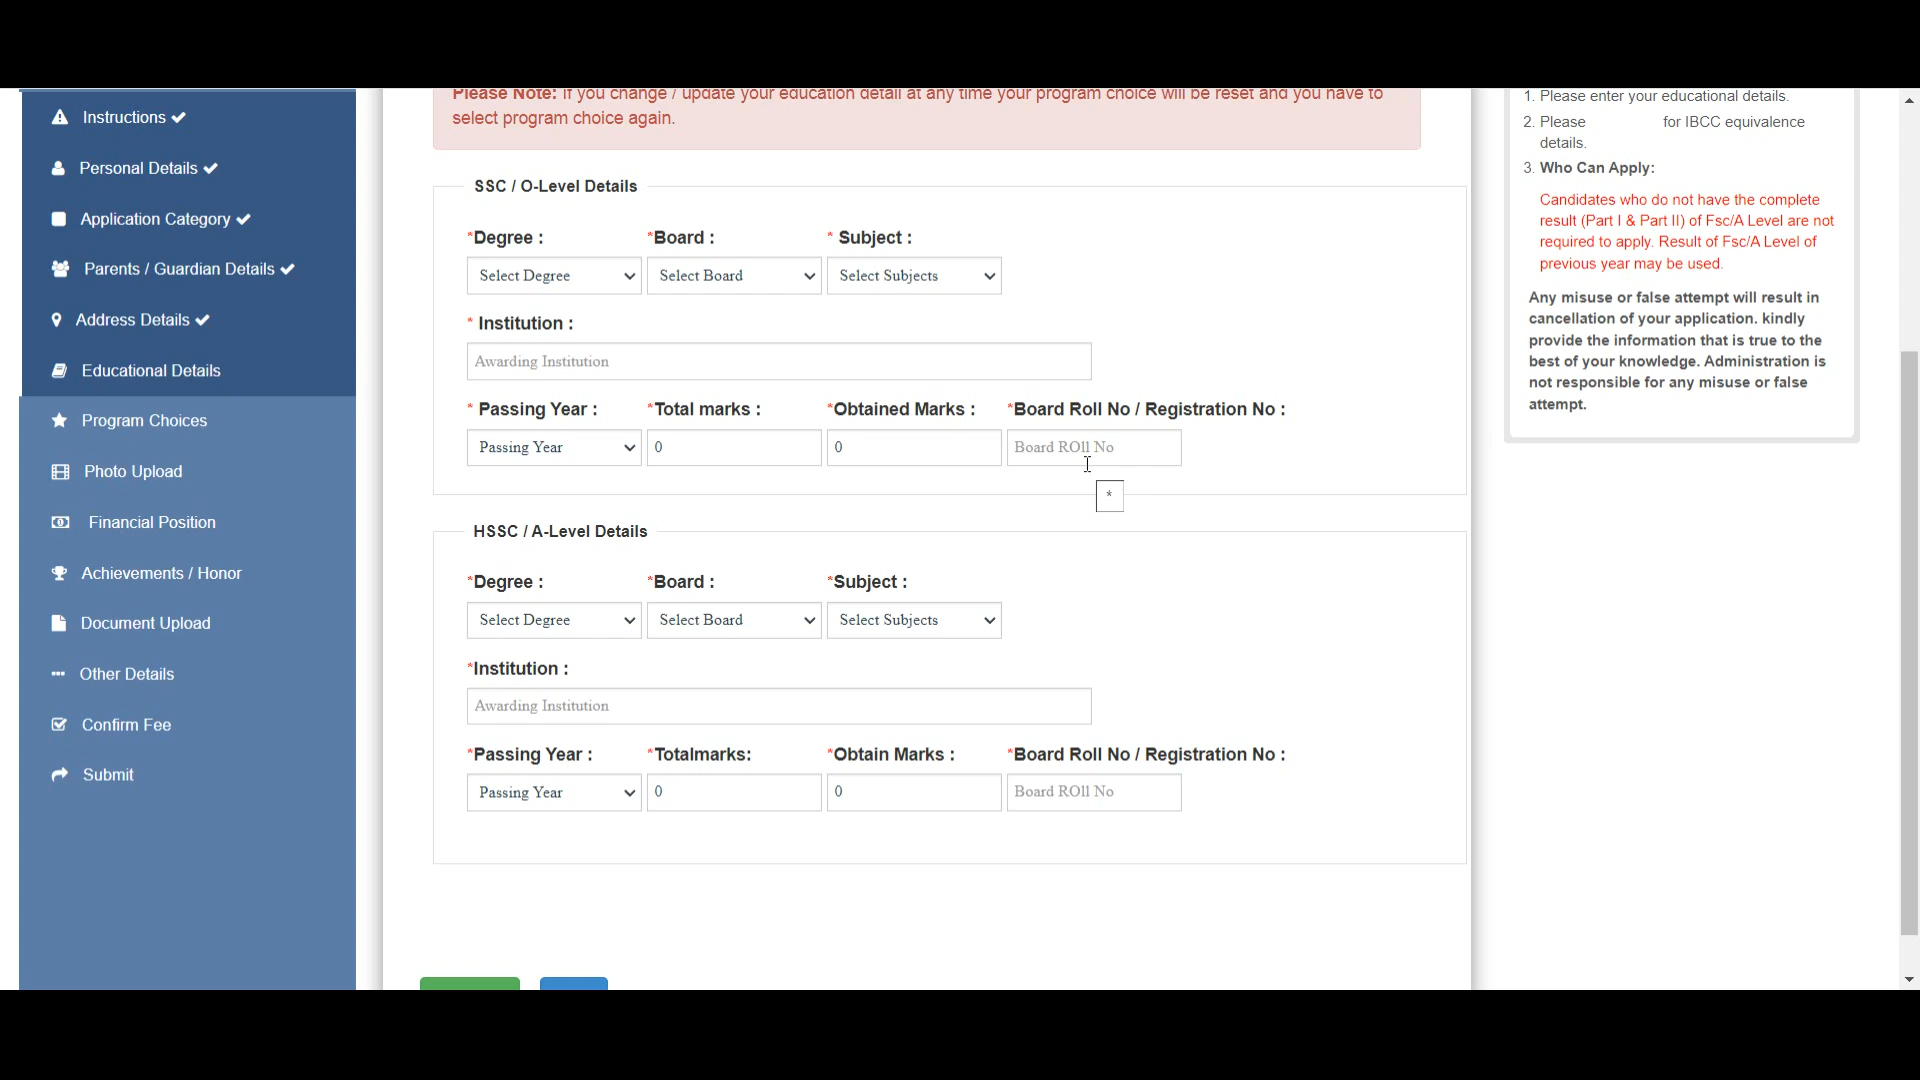 Instructions
Personal Details
Application Category
Parents / Guardian Details
Address Details
Educational Details
Program Choices
Photo Upload
Financial Position
Achievements / Honor
Document Upload
Other Details
Confirm Fee
Submit
Please Note: If you change / update your education detail at any time your program choice will be reset and you have to
select program choice again.
SSC / O-Level Details
*Degree : *Board : * Subject :
Select Degree Select Board Select Subjects
* Institution :
Awarding Institution
* Passing Year : *Total marks : *Obtained Marks : *Board Roll No / Registration No :
Passing Year 0 0 Board ROll No
*
HSSC / A-Level Details
*Degree : *Board : *Subject :
Select Degree Select Board Select Subjects
*Institution :
Awarding Institution
*Passing Year : *Totalmarks: *Obtain Marks : *Board Roll No / Registration No :
Passing Year 0 0 Board ROll No
1. Please enter your educational details.
2. Please for IBCC equivalence
details.
3. Who Can Apply:
Candidates who do not have the complete
result (Part I & Part II) of Fsc/A Level are not
required to apply. Result of Fsc/A Level of
previous year may be used.
Any misuse or false attempt will result in
cancellation of your application. kindly
provide the information that is true to the
best of your knowledge. Administration is
not responsible for any misuse or false
attempt.